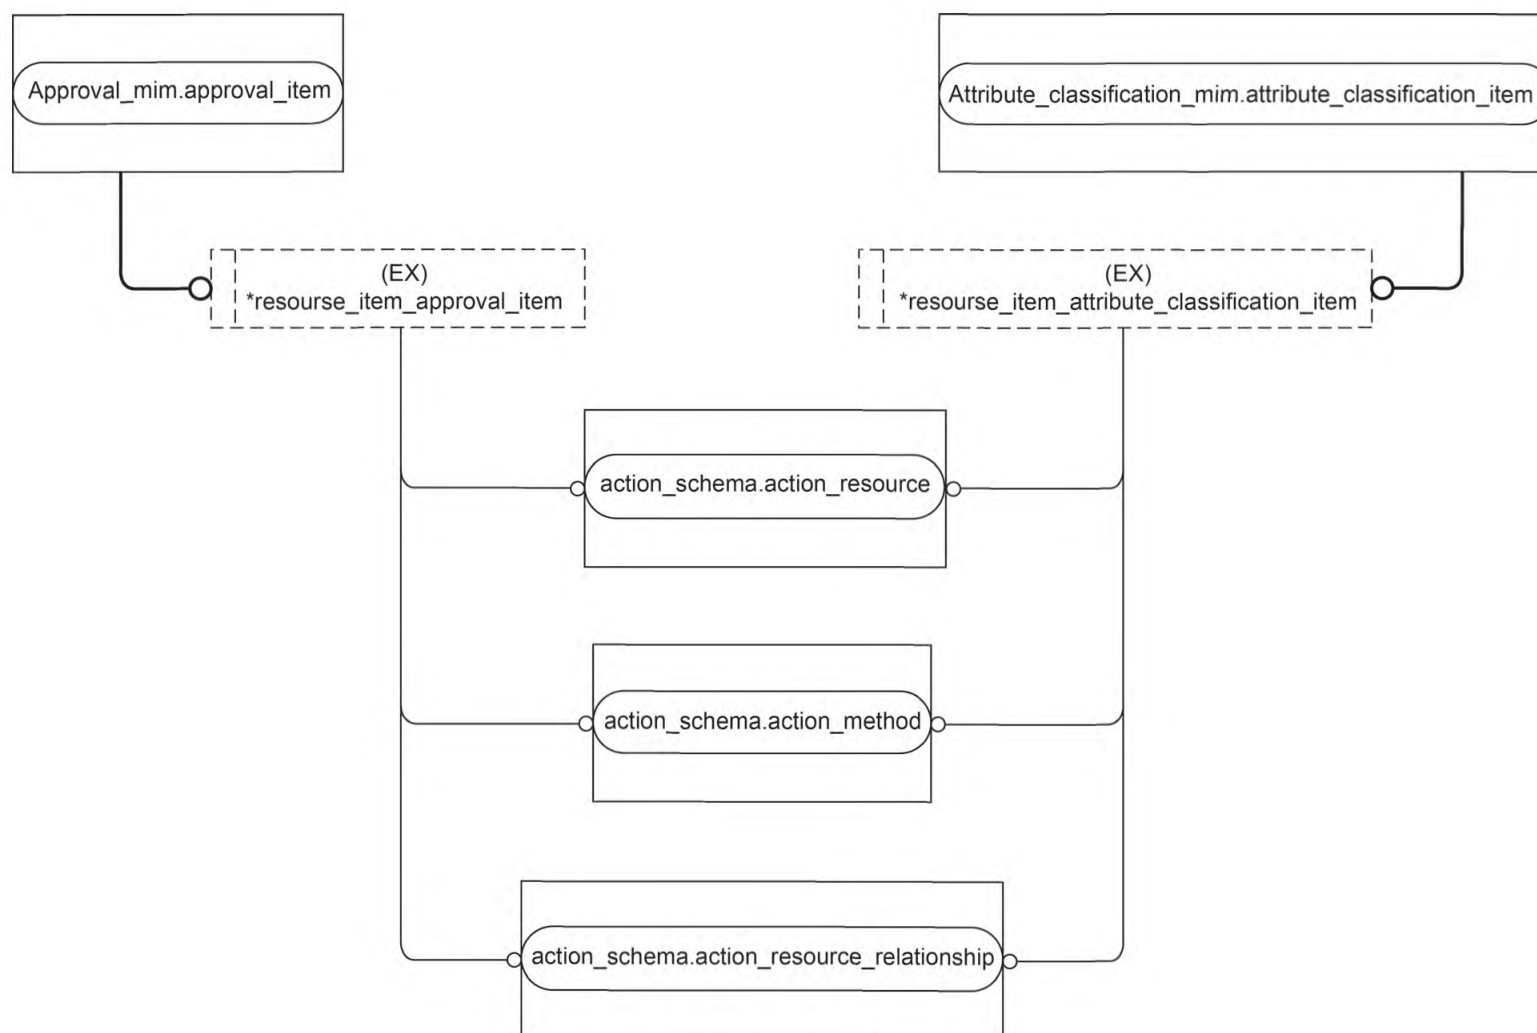 Approval_mim.approval_item
Attribute_classification_mim.attribute_classification_item
(EX)
*resourse_item_approval_item
(EX)
*resourse_item_attribute_classification_item
action_schema.action_resource
action_schema.action_method
action_schema.action_resource_relationship